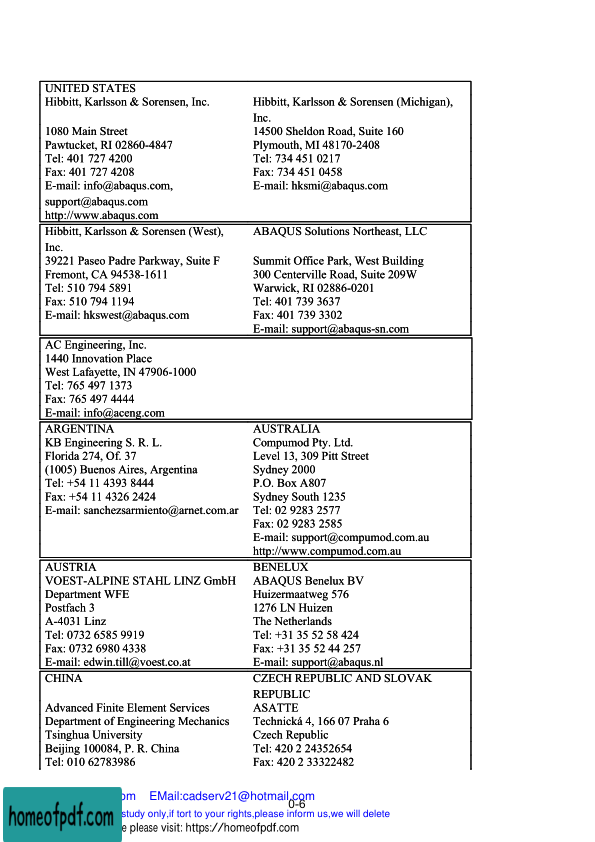 UNITED STATES
Hibbitt, Karlsson & Sorensen, Inc.
1080 Main Street
Pawtucket, RI 02860-4847
Tel: 401 727 4200
Fax: 401 727 4208
E-mail: info@abaqus.com,
support@abaqus.com
http://www.abaqus.com
Hibbitt, Karlsson & Sorensen (Michigan),
Inc.
14500 Sheldon Road, Suite 160
Plymouth, MI 48170-2408
Tel: 734 451 0217
Fax: 734 451 0458
E-mail: hksmi@abaqus.com
Hibbitt, Karlsson & Sorensen (West),
Inc.
39221 Paseo Padre Parkway, Suite F
Fremont, CA 94538-1611
Tel: 510 794 5891
Fax: 510 794 1194
E-mail: hkswest@abaqus.com
ABAQUS Solutions Northeast, LLC
Summit Office Park, West Building
300 Centerville Road, Suite 209W
Warwick, RI 02886-0201
Tel: 401 739 3637
Fax: 401 739 3302
E-mail: support@abaqus-sn.com
AC Engineering, Inc.
1440 Innovation Place
West Lafayette, IN 47906-1000
Tel: 765 497 1373
Fax: 765 497 4444
E-mail: info@aceng.com
ARGENTINA
KB Engineering S. R. L.
Florida 274, Of. 37
(1005) Buenos Aires, Argentina
Tel: +54 11 4393 8444
Fax: +54 11 4326 2424
E-mail: sanchezsarmiento@arnet.com.ar
AUSTRALIA
Compumod Pty. Ltd.
Level 13, 309 Pitt Street
Sydney 2000
P.O. Box A807
Sydney South 1235
Tel: 02 9283 2577
Fax: 02 9283 2585
E-mail: support@compumod.com.au
http://www.compumod.com.au
AUSTRIA
VOEST-ALPINE STAHL LINZ GmbH
Department WFE
Postfach 3
A-4031 Linz
Tel: 0732 6585 9919
Fax: 0732 6980 4338
E-mail: edwin.till@voest.co.at
BENELUX
ABAQUS Benelux BV
Huizermaatweg 576
1276 LN Huizen
The Netherlands
Tel: +31 35 52 58 424
Fax: +31 35 52 44 257
E-mail: support@abaqus.nl
CHINA
Advanced Finite Element Services
Department of Engineering Mechanics
Tsinghua University
Beijing 100084, P. R. China
Tel: 010 62783986
CZECH REPUBLIC AND SLOVAK
REPUBLIC
ASATTE
Technická 4, 166 07 Praha 6
Czech Republic
Tel: 420 2 24352654
Fax: 420 2 33322482
om EMail:cadserv21@hotmail.com
0-6
study only,if tort to your rights,please inform us,we will delete
e please visit: https://homeofpdf.com
homeofpdf.com